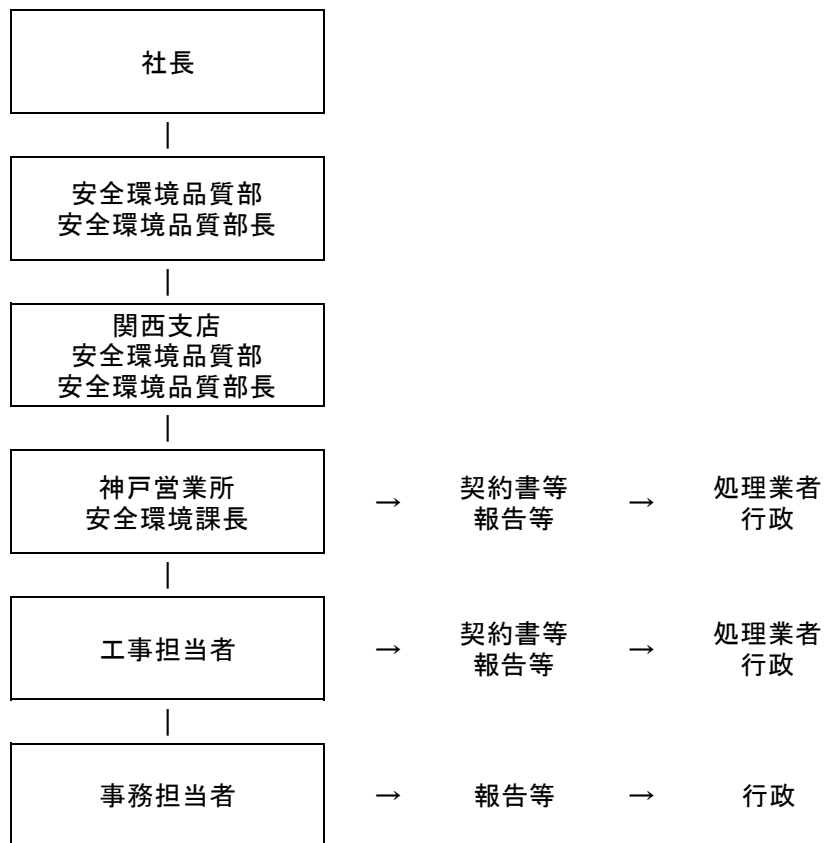 社長
|
安全環境品質部
安全環境品質部長
|
関西支店
安全環境品質部
安全環境品質部長
|
神戸営業所 → 契約書等 → 処理業者
安全環境課長 報告等 行政
|
工事担当者 → 契約書等 → 処理業者
報告等 行政
|
事務担当者 → 報告等 → 行政